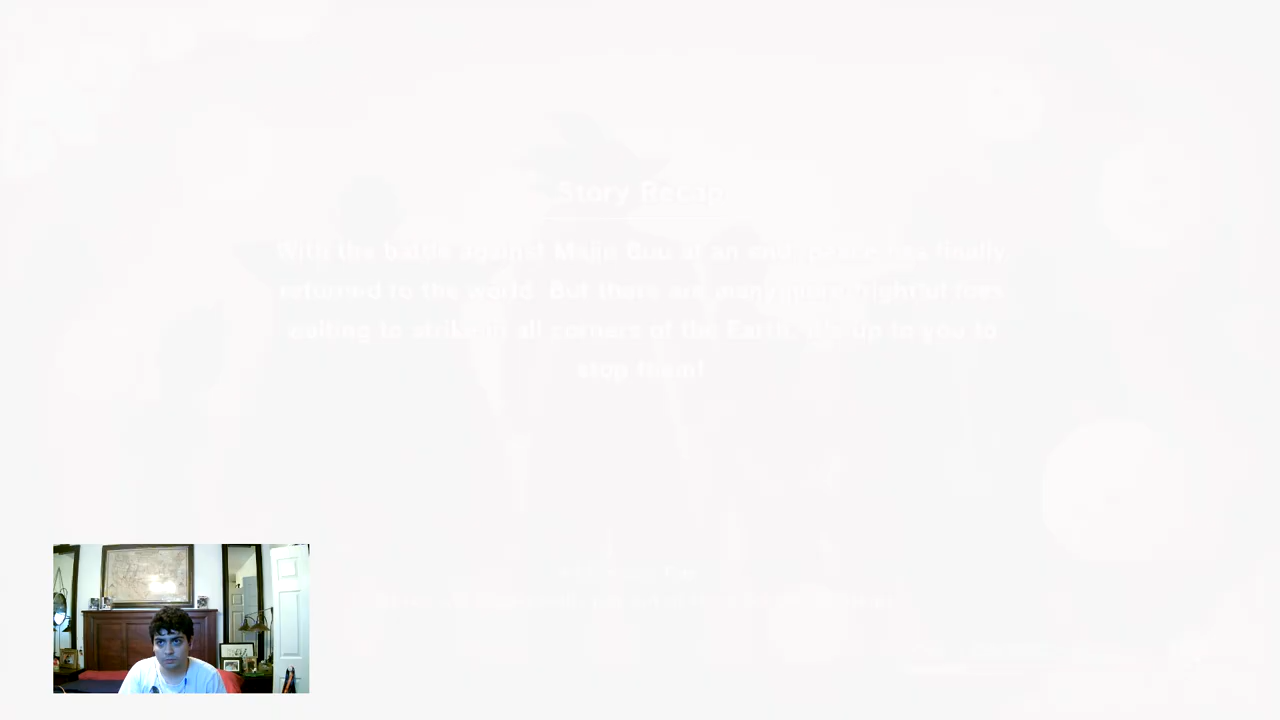 Story Recap
With the battle against Majin Buu at an end, peace has finally
returned to the world. But there are many more frightful foes
waiting to strike in all corners of the Earth. It's up to you to
stop them!